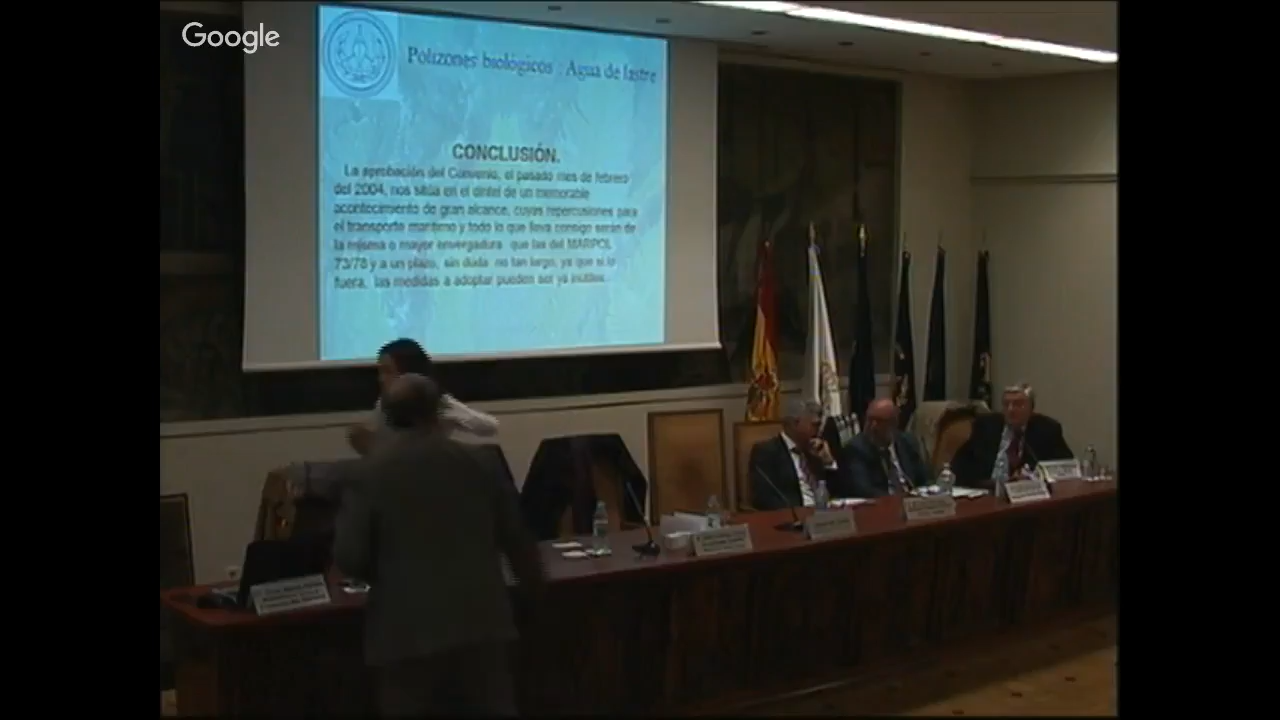 Google
Polizones biológicos : Agua de lastre
CONCLUSIÓN.
La aprobación del Convenio, el pasado mes de febrero
del 2004, nos sitúa en el dintel de un memorable
acontecimiento de gran alcance, cuyas repercusiones para
el transporte marítimo y todo lo que lleva consigo serán de
la misma o mayor envergadura que las del MARPOL
73/78 y a un plazo, sin duda no tan largo, ya que si lo
fuera, las medidas a adoptar pueden ser ya inútiles.